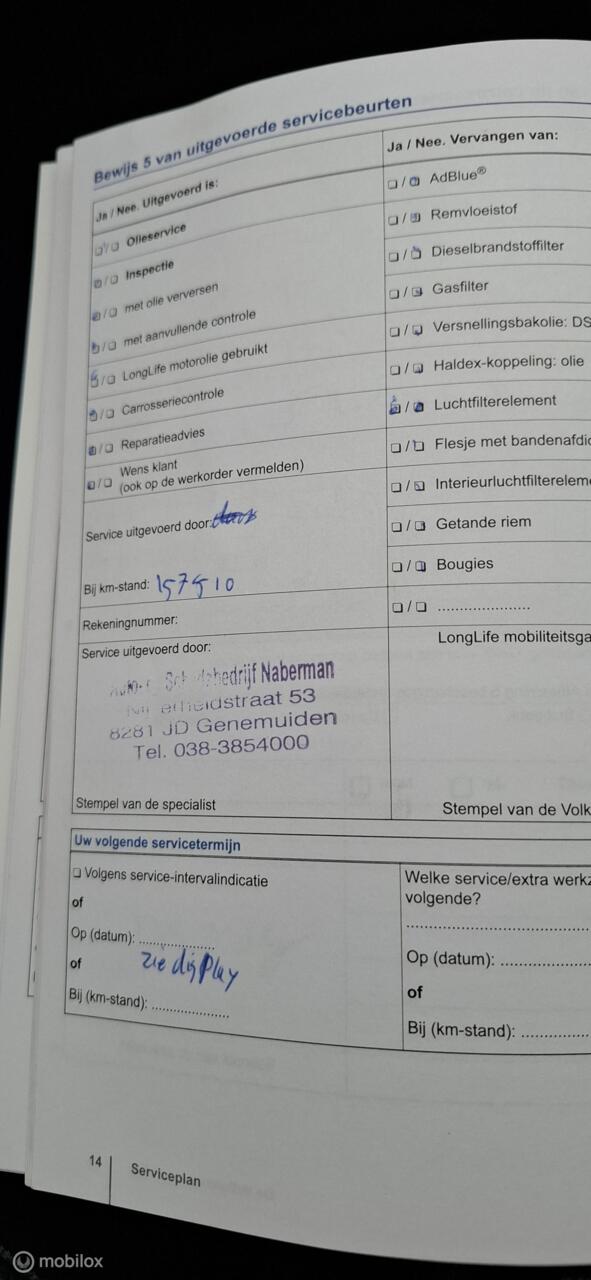 Bewijs 5 van uitgevoerde servicebeurten
Ja / Nee. Uitgevoerd is:
Olieservice
Inspectie
met olie verversen
met aanvullende controle
LongLife motorolie gebruikt
Carrosseriecontrole
Reparatieadvies
Wens klant
(ook op de werkorder vermelden)
Service uitgevoerd door:
Bij km-stand: 157510
Rekeningnummer:
Service uitgevoerd door:
Naberman
53
8281 JD Genemuiden
Tel. 038-3854000
Stempel van de specialist
Ja / Nee. Vervangen van:
AdBlue®
Remvloeistof
Dieselbrandstoffilter
Gasfilter
Versnellingsbakolie: DS
Haldex-koppeling: olie
Luchtfilterelement
Flesje met bandenafdic
Interieurluchtfilterelem
Getande riem
Bougies
.....................
LongLife mobiliteitsga
Stempel van de Volk
Uw volgende servicetermijn
Volgens service-intervalindicatie
of
Op (datum): ..................
of
zie display
Bij (km-stand): ..................
Welke service/extra werkz
volgende?
Op (datum): ..................
of
Bij (km-stand): ..................
14
Serviceplan
mobilox